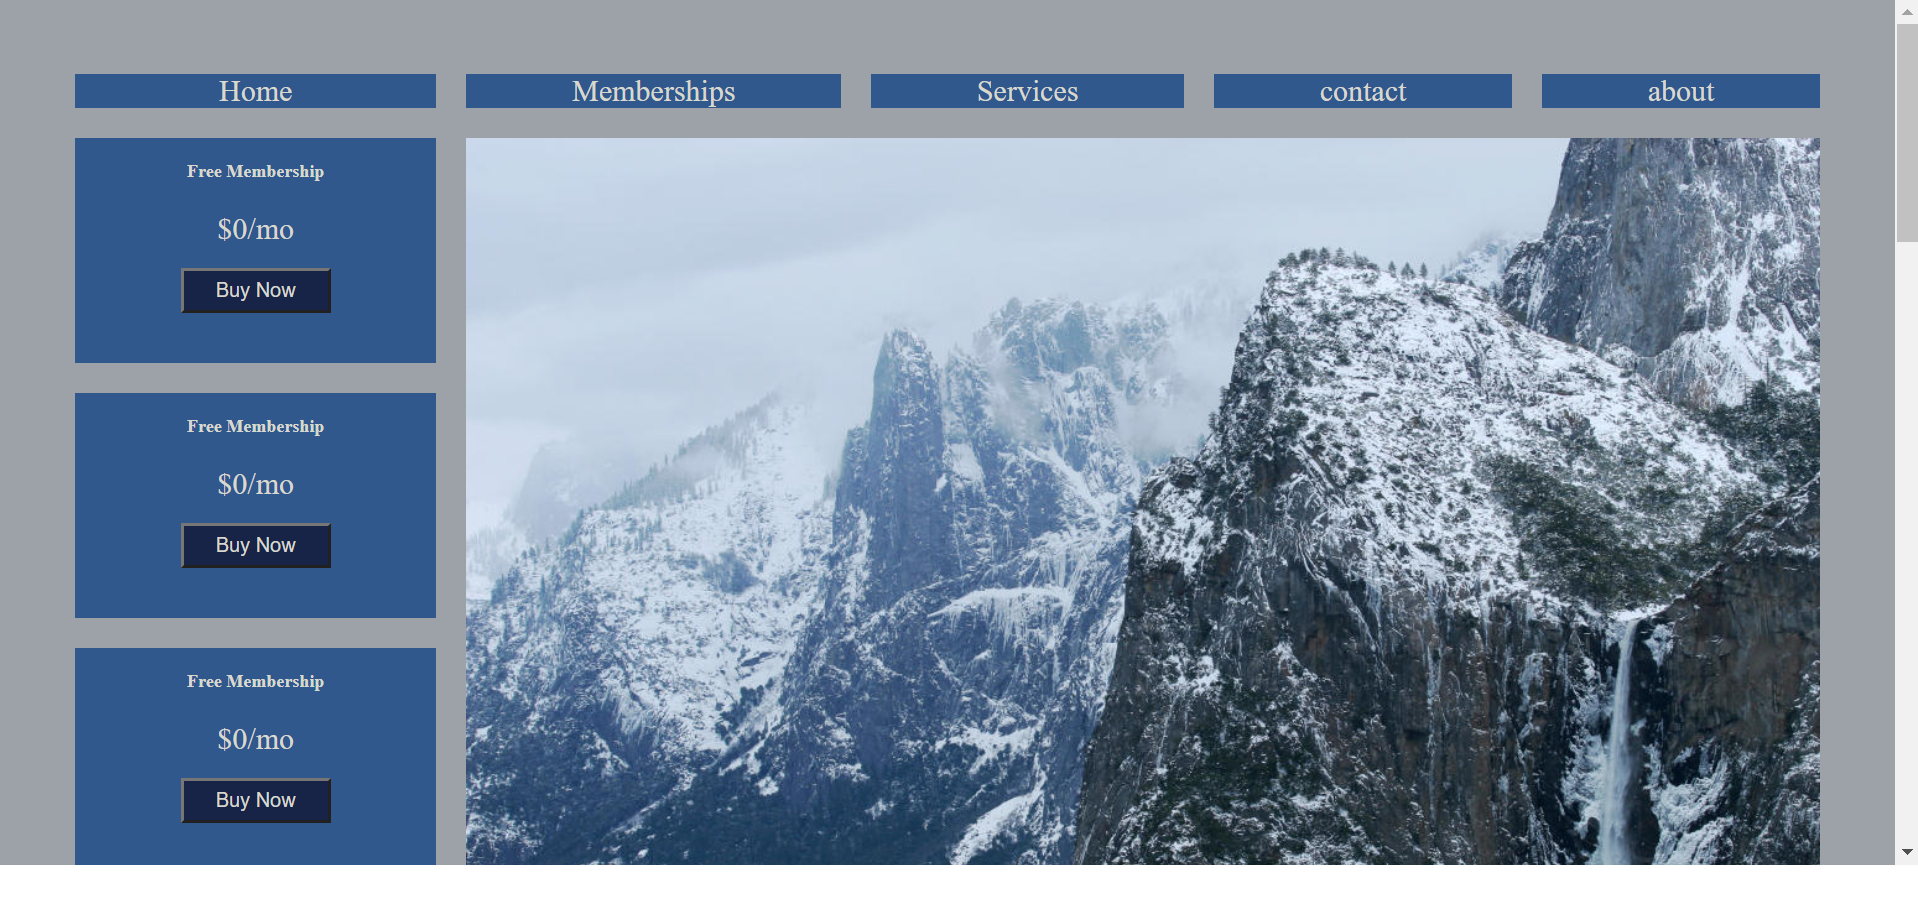 Home
Memberships
Services
contact
about
Free Membership
$0/mo
Buy Now
Free Membership
$0/mo
Buy Now
Free Membership
$0/mo
Buy Now